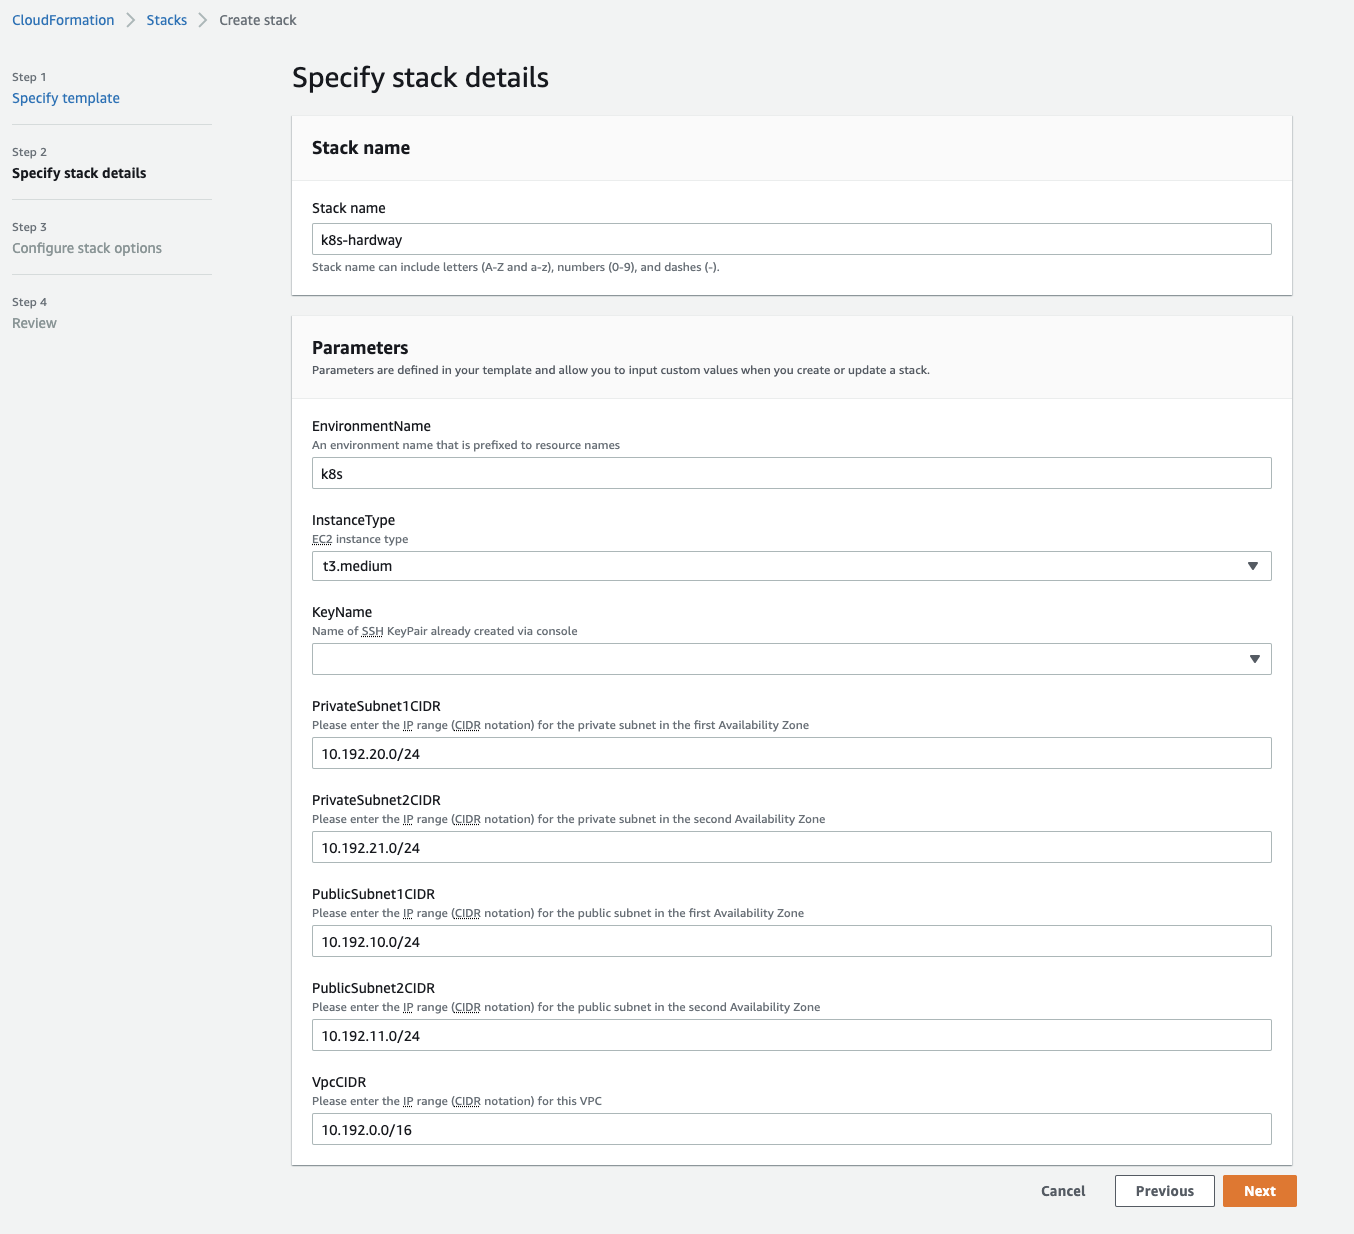 CloudFormation > Stacks > Create stack
Step 1
Specify template
Step 2
Specify stack details
Step 3
Configure stack options
Step 4
Review
Specify stack details
Stack name
Stack name
k8s-hardway
Stack name can include letters (A-Z and a-z), numbers (0-9), and dashes (-).
Parameters
Parameters are defined in your template and allow you to input custom values when you create or update a stack.
EnvironmentName
An environment name that is prefixed to resource names
k8s
InstanceType
EC2 instance type
t3.medium
KeyName
Name of SSH KeyPair already created via console
PrivateSubnet1CIDR
Please enter the IP range (CIDR notation) for the private subnet in the first Availability Zone
10.192.20.0/24
PrivateSubnet2CIDR
Please enter the IP range (CIDR notation) for the private subnet in the second Availability Zone
10.192.21.0/24
PublicSubnet1CIDR
Please enter the IP range (CIDR notation) for the public subnet in the first Availability Zone
10.192.10.0/24
PublicSubnet2CIDR
Please enter the IP range (CIDR notation) for the public subnet in the second Availability Zone
10.192.11.0/24
VpcCIDR
Please enter the IP range (CIDR notation) for this VPC
10.192.0.0/16
Cancel Previous Next